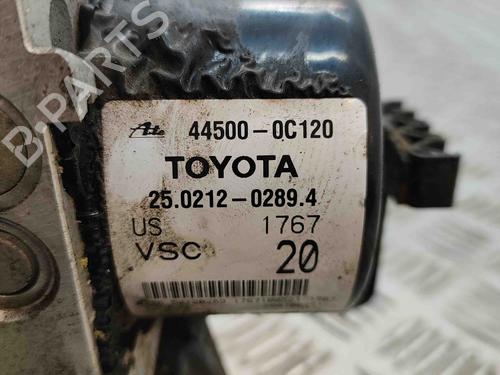 B-PARTS
Ate 44500-0C120
TOYOTA
25.0212-0289.4
US 1767
VSC 20